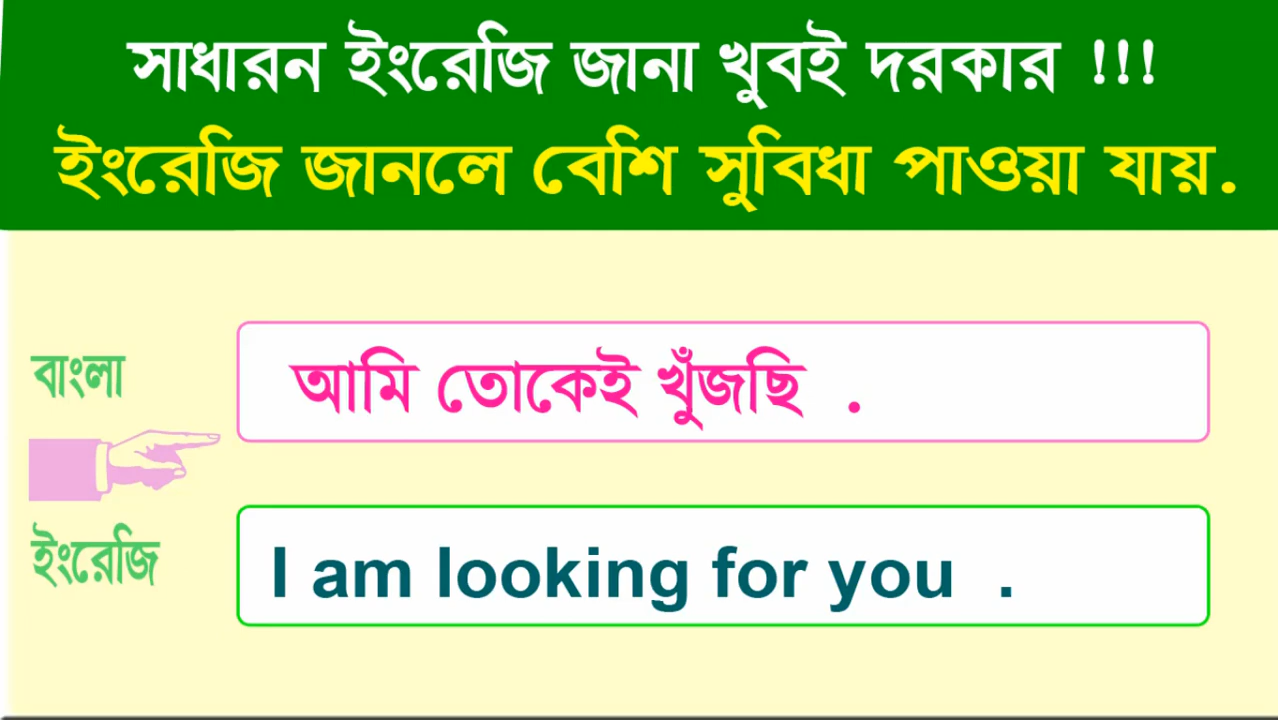 সাধারন ইংরেজি জানা খুবই দরকার !!!
ইংরেজি জানলে বেশি সুবিধা পাওয়া যায়.
বাংলা
আমি তোকেই খুঁজছি .
ইংরেজি
I am looking for you .